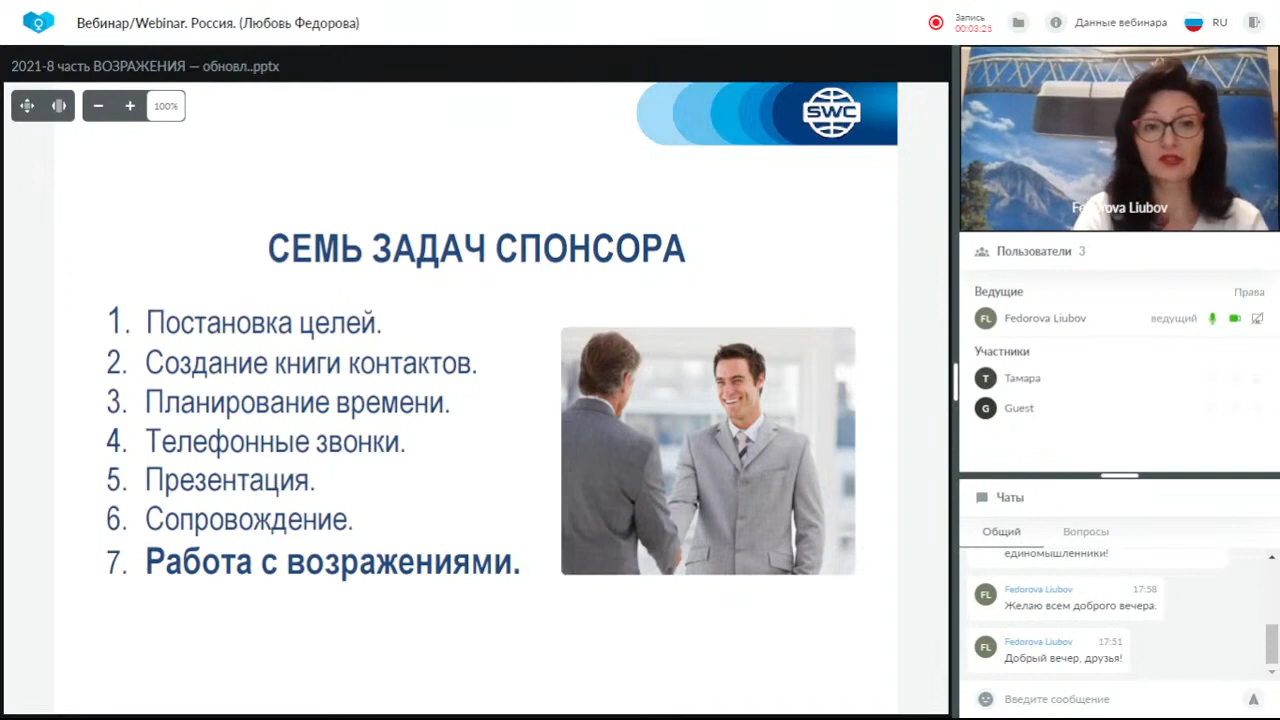 Вебинар/Webinar. Россия. (Любовь Федорова)
Запись
00:03:26
Данные вебинара
RU
2021-8 часть ВОЗРАЖЕНИЯ — обновл..pptx
100%
SWC
СЕМЬ ЗАДАЧ СПОНСОРА
1. Постановка целей.
2. Создание книги контактов.
3. Планирование времени.
4. Телефонные звонки.
5. Презентация.
6. Сопровождение.
7. Работа с возражениями.
Fedorova Liubov
Пользователи 3
Ведущие Права
FL Fedorova Liubov ведущий
Участники
T Тамара
G Guest
Чаты
Общий Вопросы
единомышленники!
FL Fedorova Liubov 17:58
Желаю всем доброго вечера.
FL Fedorova Liubov 17:51
Добрый вечер, друзья!
Введите сообщение